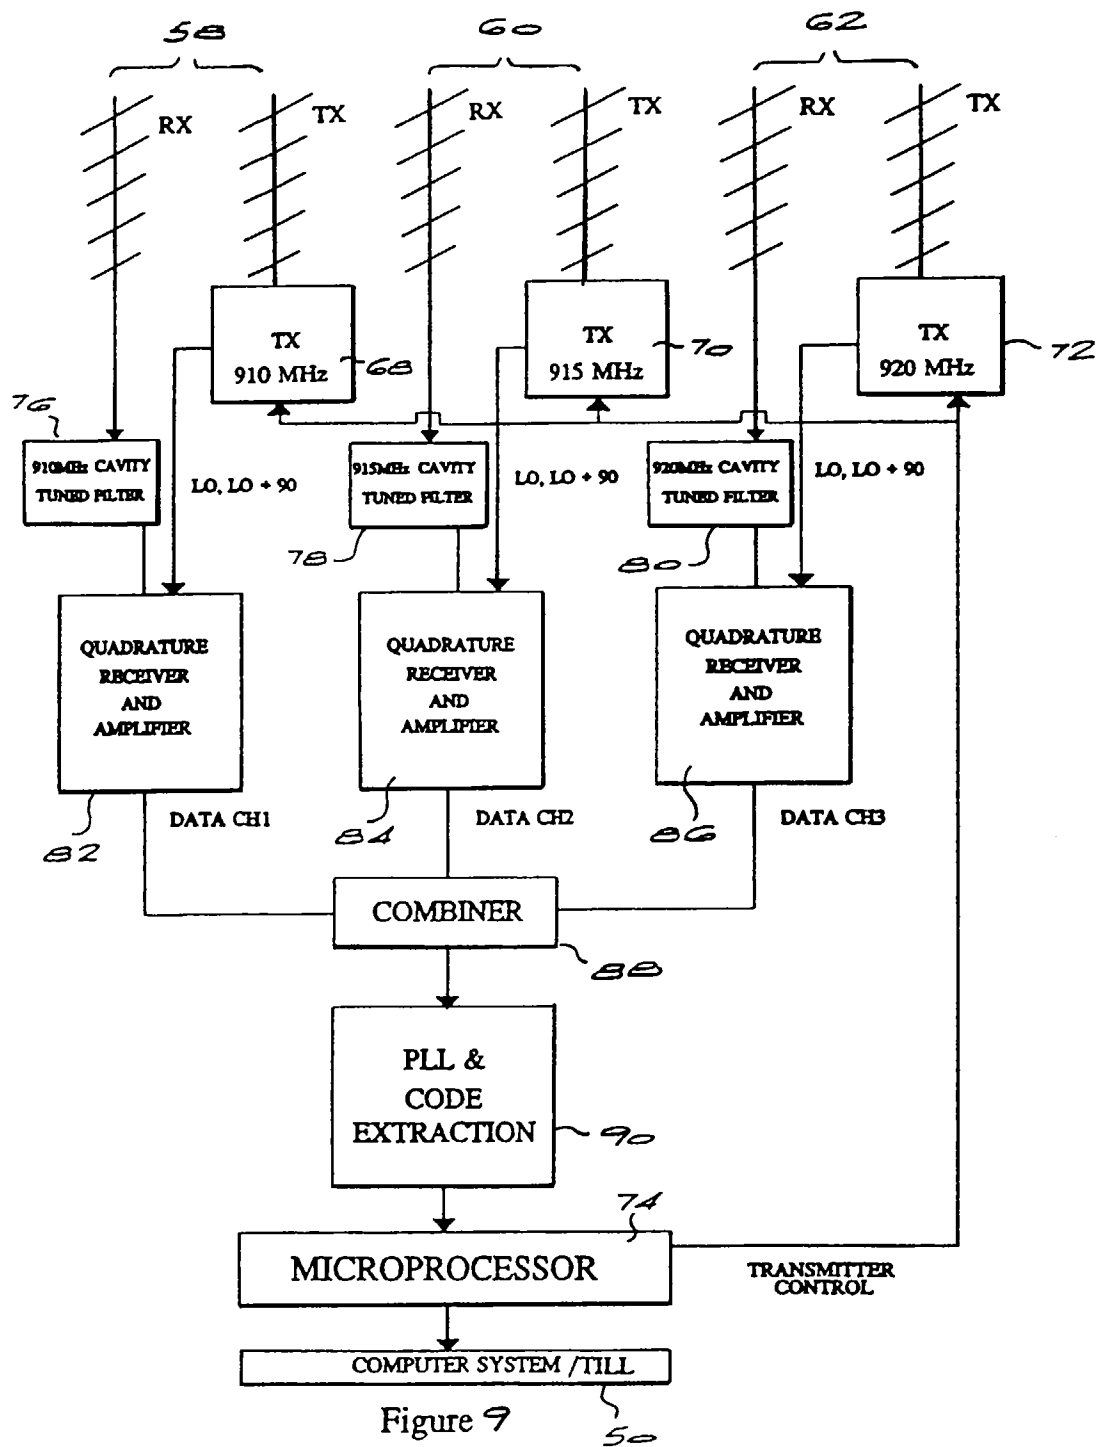 58 60 62
RX TX RX TX RX TX
TX
910 MHz
68
TX
915 MHz
70
TX
920 MHz
72
76
910MHz CAVITY
TUNED FILTER
LO, LO + 90
915MHz CAVITY
TUNED FILTER
78
LO, LO + 90
920MHz CAVITY
TUNED FILTER
80
LO, LO + 90
QUADRATURE
RECEIVER
AND
AMPLIFIER
82
QUADRATURE
RECEIVER
AND
AMPLIFIER
84
QUADRATURE
RECEIVER
AND
AMPLIFIER
86
DATA CH1
DATA CH2
DATA CH3
COMBINER
88
PLL &
CODE
EXTRACTION
90
74
MICROPROCESSOR
TRANSMITTER
CONTROL
COMPUTER SYSTEM /TILL
50
Figure 9